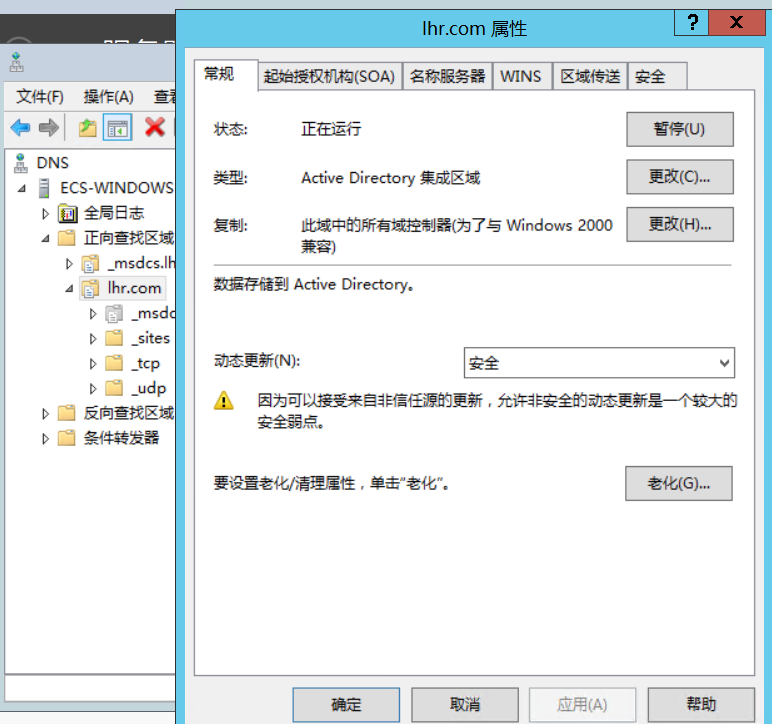 lhr.com 属性
? x
文件(F) 操作(A) 查看
DNS
ECS-WINDOWS
全局日志
正向查找区域
_msdcs.lh
lhr.com
_msdc
_sites
_tcp
_udp
反向查找区域
条件转发器
常规 起始授权机构(SOA) 名称服务器 WINS 区域传送 安全
状态: 正在运行 暂停(U)
类型: Active Directory 集成区域 更改(C)...
复制: 此域中的所有域控制器(为了与 Windows 2000 更改(H)...
兼容)
数据存储到 Active Directory。
动态更新(N): 安全
因为可以接受来自非信任源的更新，允许非安全的动态更新是一个较大的
安全弱点。
要设置老化/清理属性，单击“老化”。 老化(G)...
确定 取消 应用(A) 帮助